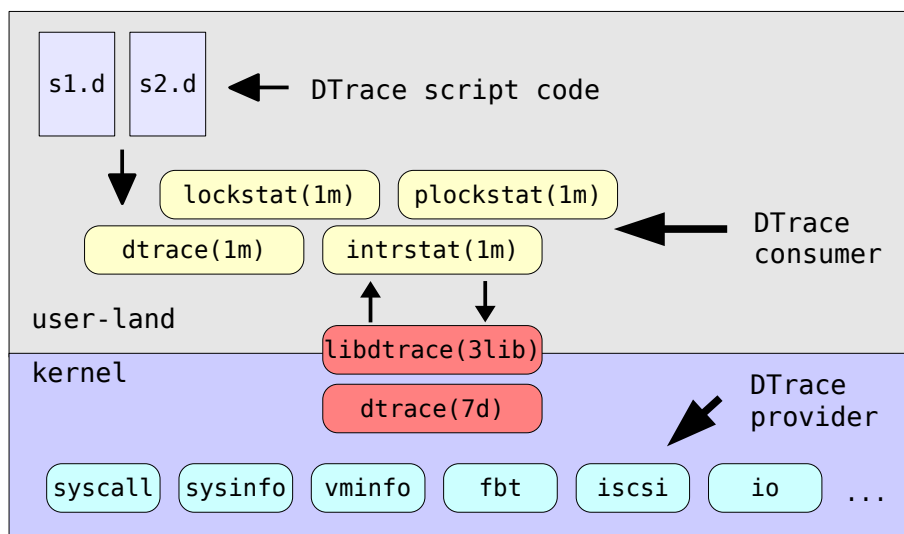 s1.d
s2.d
DTrace script code
lockstat(1m)
plockstat(1m)
dtrace(1m)
intrstat(1m)
DTrace
consumer
user-land
libdtrace(3lib)
kernel
dtrace(7d)
DTrace
provider
syscall
sysinfo
vminfo
fbt
iscsi
io
...